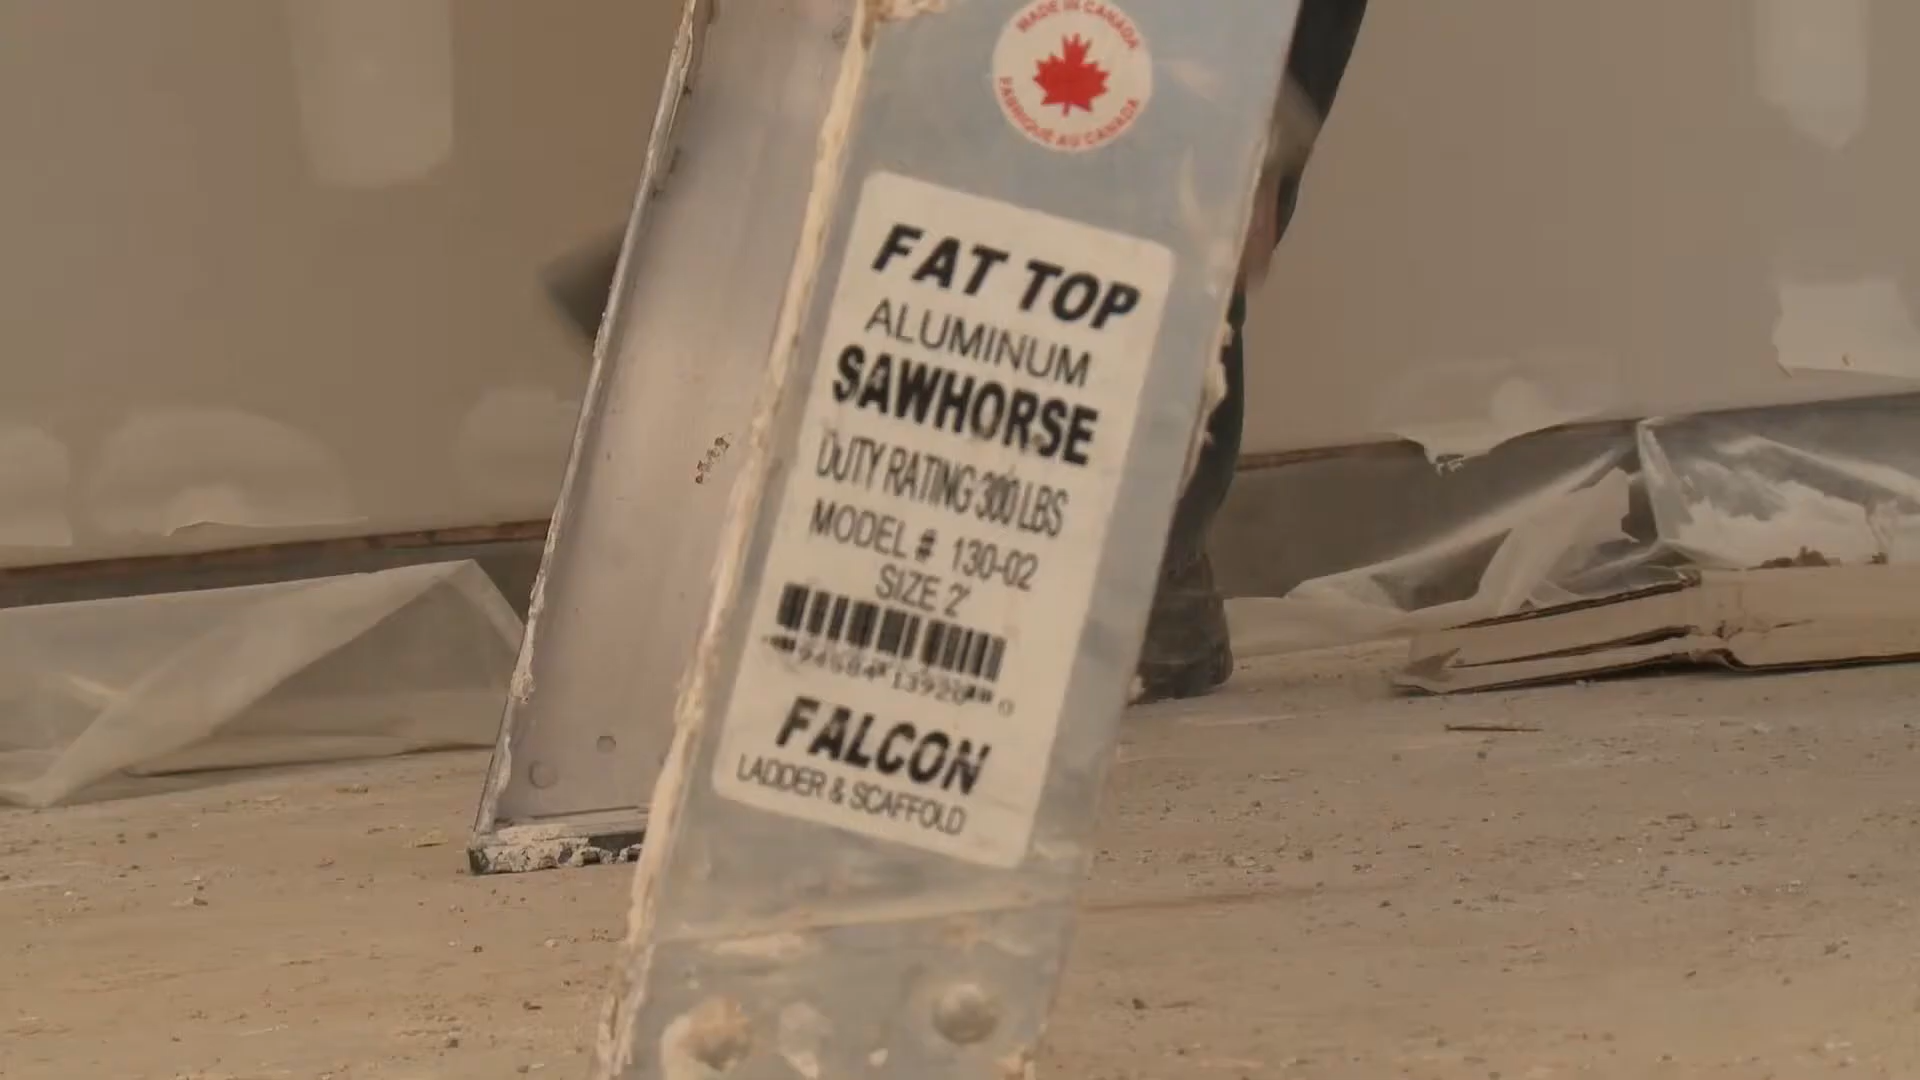 MADE IN CANADA
FABRIQUÉ AU CANADA
FAT TOP
ALUMINUM
SAWHORSE
DUTY RATING 300 LBS
MODEL # 130-02
SIZE 2'
FALCON
LADDER & SCAFFOLD